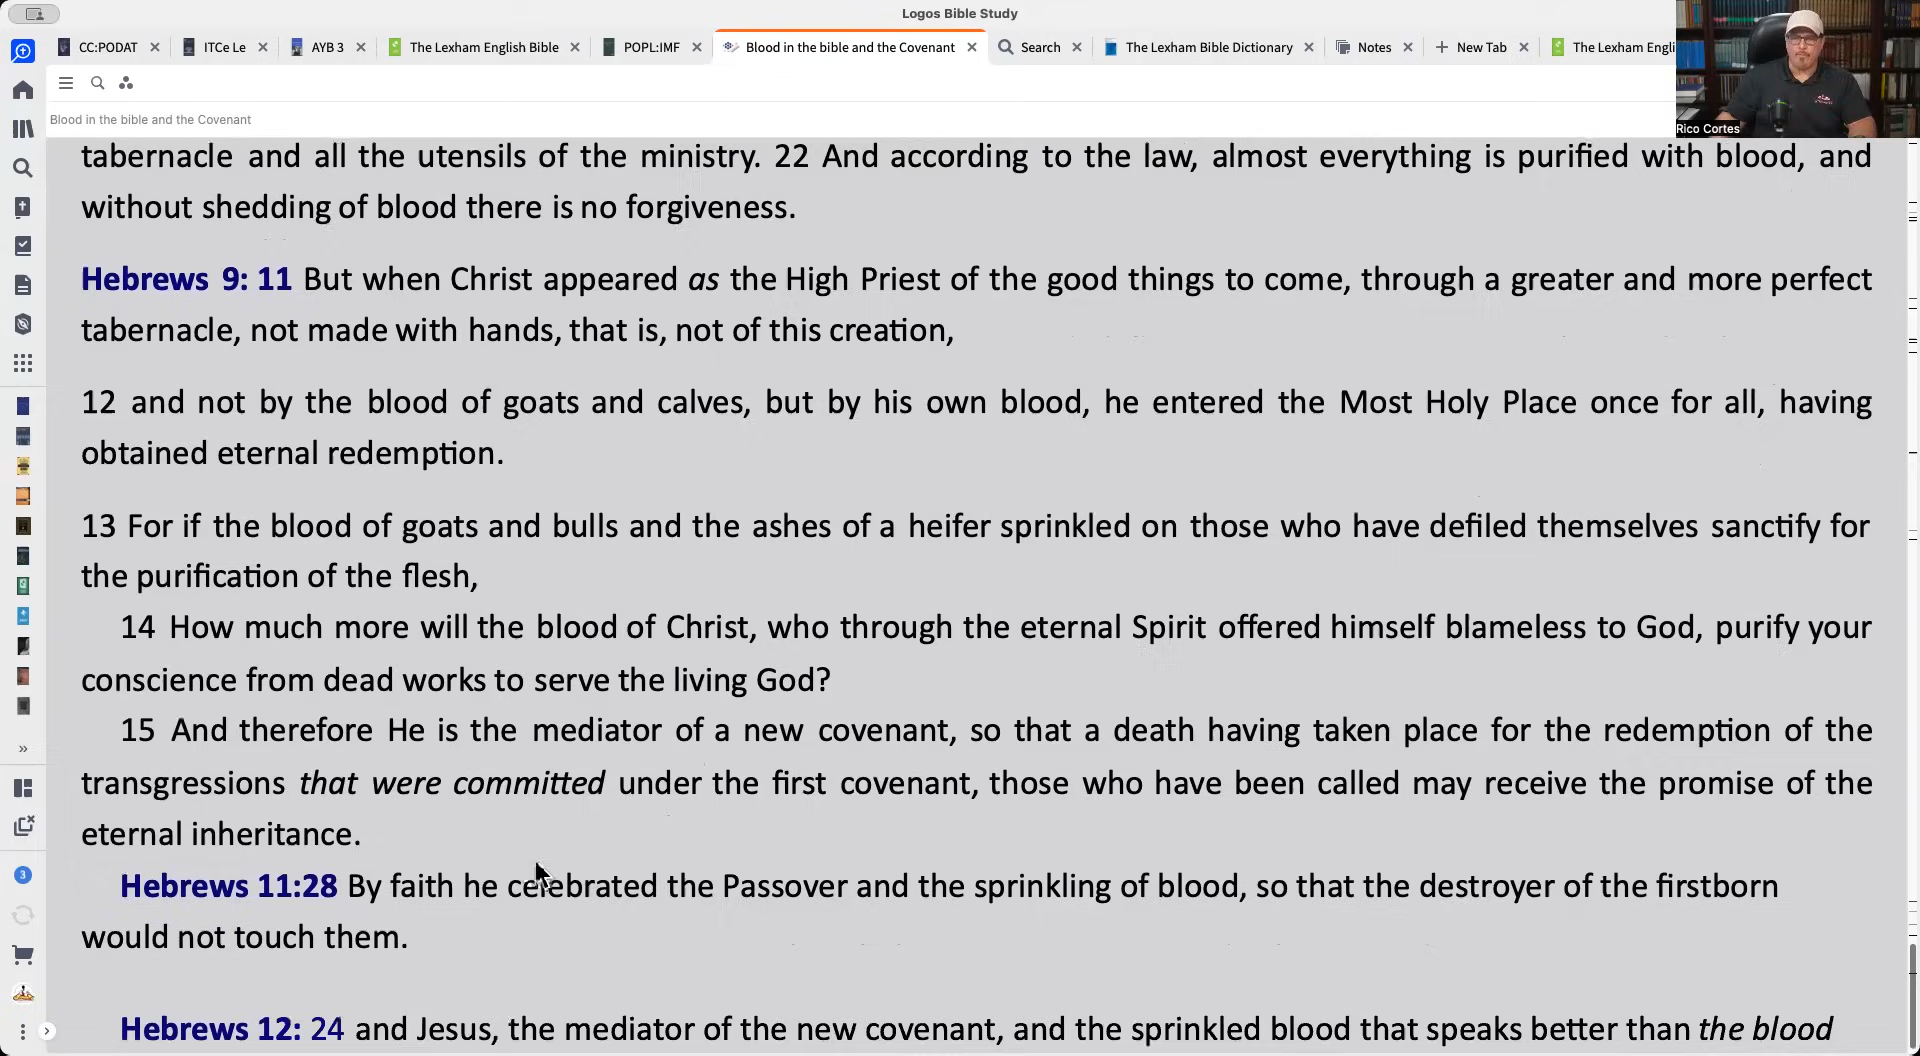 Logos Bible Study
CC:PODAT
ITCe Le
AYB 3
The Lexham English Bible
POPL:IMF
Blood in the bible and the Covenant
Search
The Lexham Bible Dictionary
Notes
New Tab
The Lexham Engli
Rico Cortes
Blood in the bible and the Covenant
tabernacle and all the utensils of the ministry. 22 And according to the law, almost everything is purified with blood, and
without shedding of blood there is no forgiveness.
Hebrews 9: 11 But when Christ appeared as the High Priest of the good things to come, through a greater and more perfect
tabernacle, not made with hands, that is, not of this creation,
12 and not by the blood of goats and calves, but by his own blood, he entered the Most Holy Place once for all, having
obtained eternal redemption.
13 For if the blood of goats and bulls and the ashes of a heifer sprinkled on those who have defiled themselves sanctify for
the purification of the flesh,
14 How much more will the blood of Christ, who through the eternal Spirit offered himself blameless to God, purify your
conscience from dead works to serve the living God?
15 And therefore He is the mediator of a new covenant, so that a death having taken place for the redemption of the
transgressions that were committed under the first covenant, those who have been called may receive the promise of the
eternal inheritance.
Hebrews 11:28 By faith he celebrated the Passover and the sprinkling of blood, so that the destroyer of the firstborn
would not touch them.
Hebrews 12: 24 and Jesus, the mediator of the new covenant, and the sprinkled blood that speaks better than the blood
3